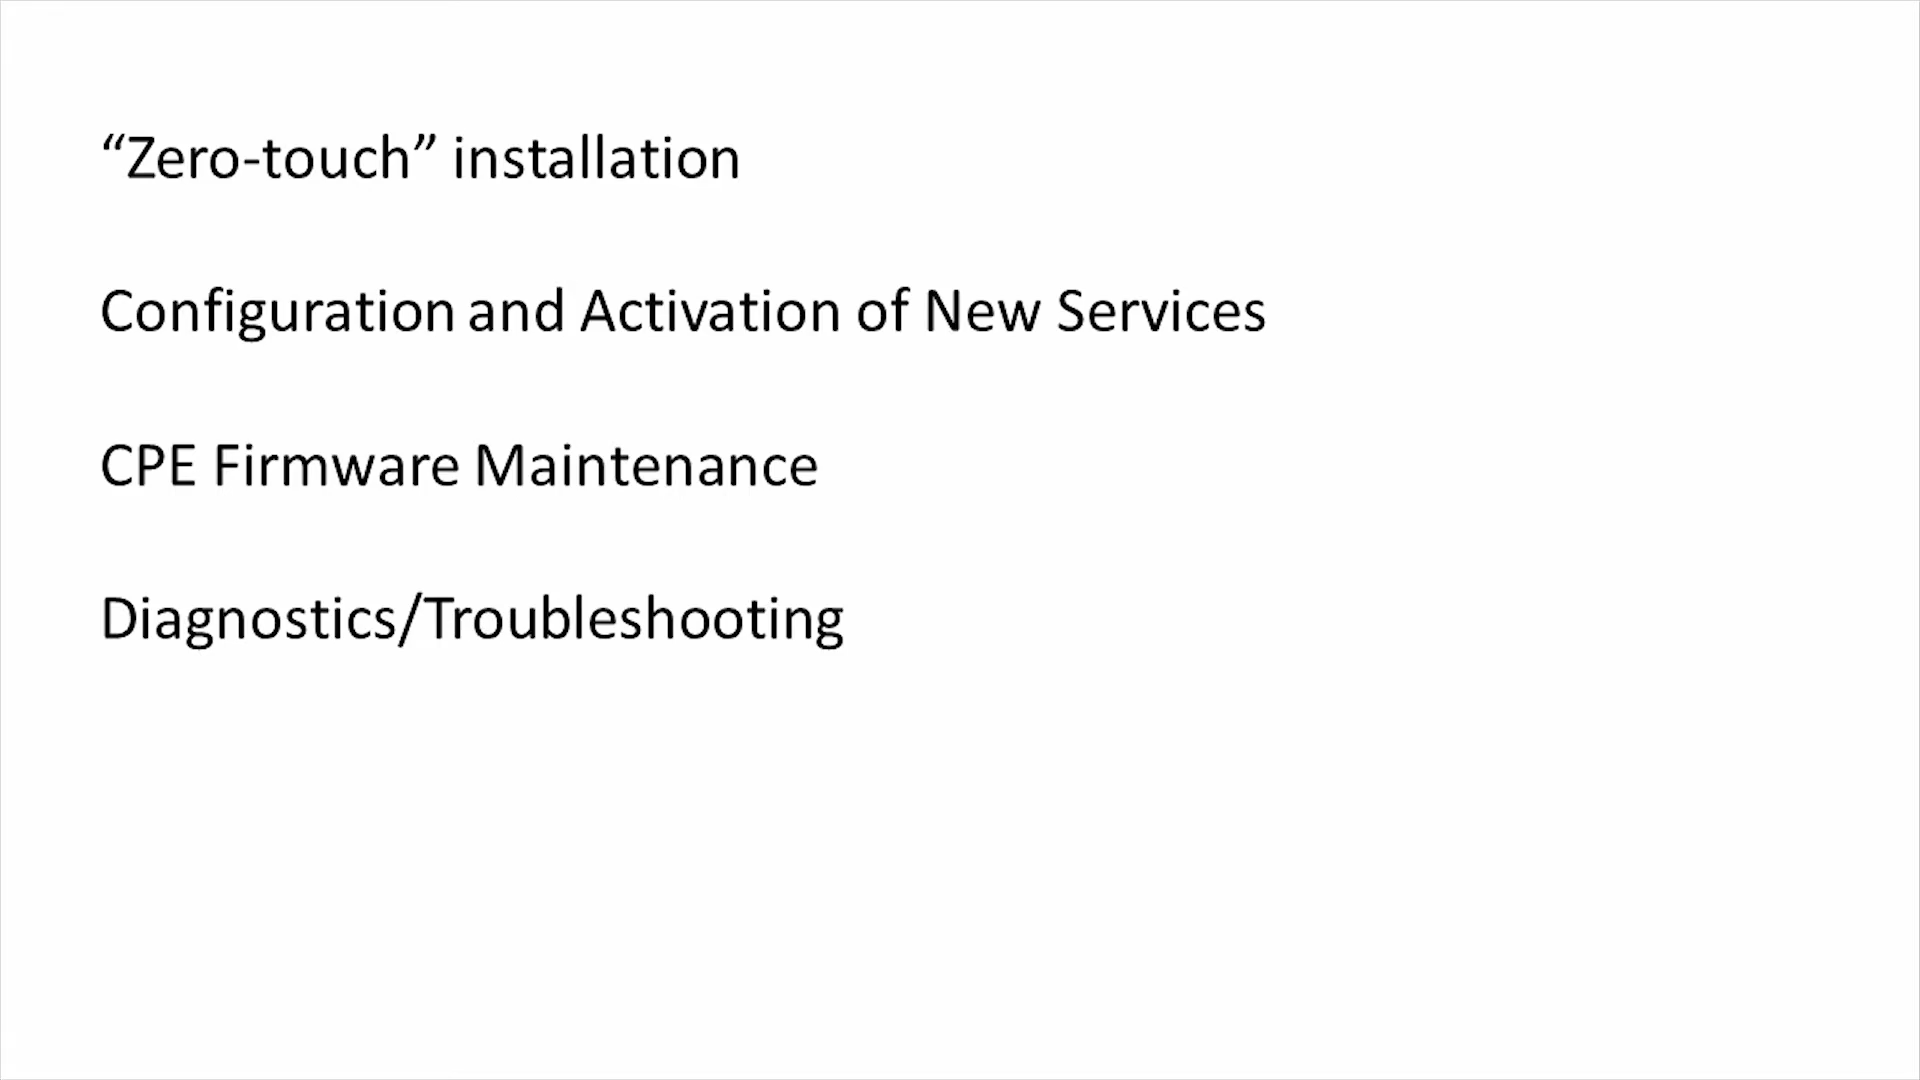 “Zero-touch” installation
Configuration and Activation of New Services
CPE Firmware Maintenance
Diagnostics/Troubleshooting